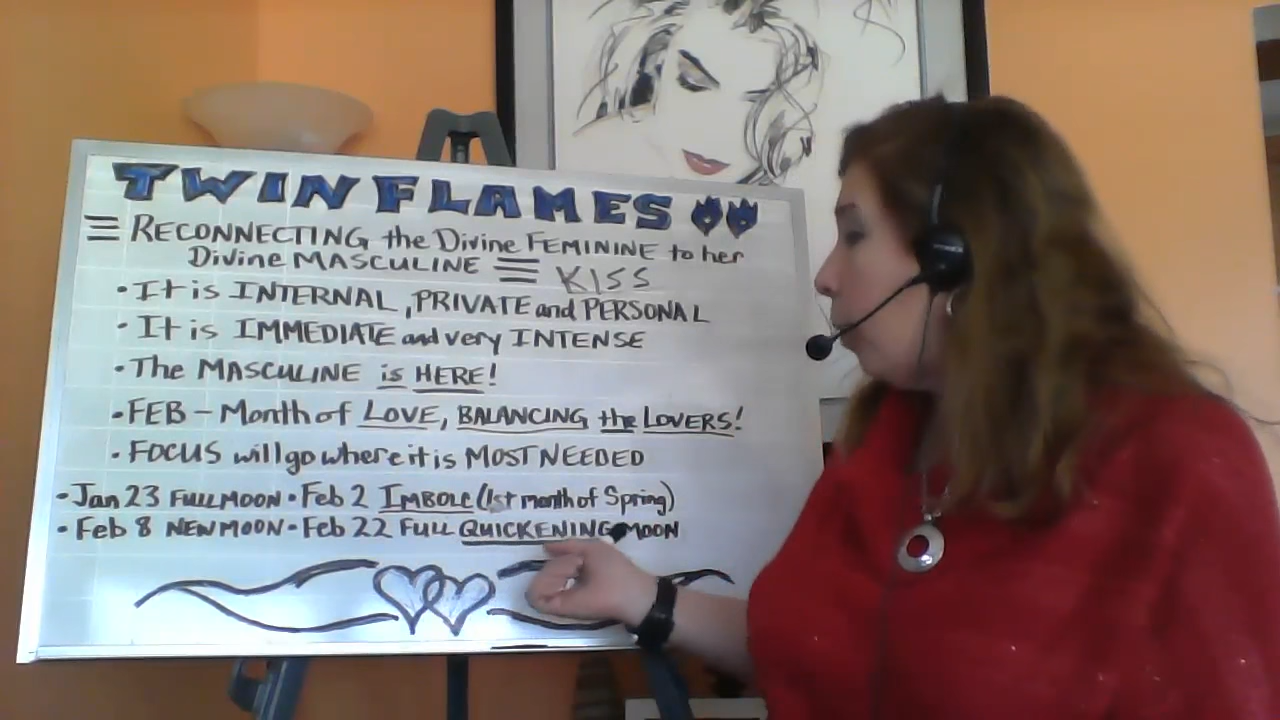 TWIN FLAMES
≡ RECONNECTING the Divine FEMININE to her
Divine MASCULINE ≡ KISS
• It is INTERNAL, PRIVATE and PERSONAL
• It is IMMEDIATE and very INTENSE
• The MASCULINE is HERE!
• FEB - Month of LOVE, BALANCING the LOVERS!
• FOCUS will go where it is MOST NEEDED
• Jan 23 FULL MOON • Feb 2 IMBOLC (1st month of Spring)
• Feb 8 NEW MOON • Feb 22 FULL QUICKENING MOON